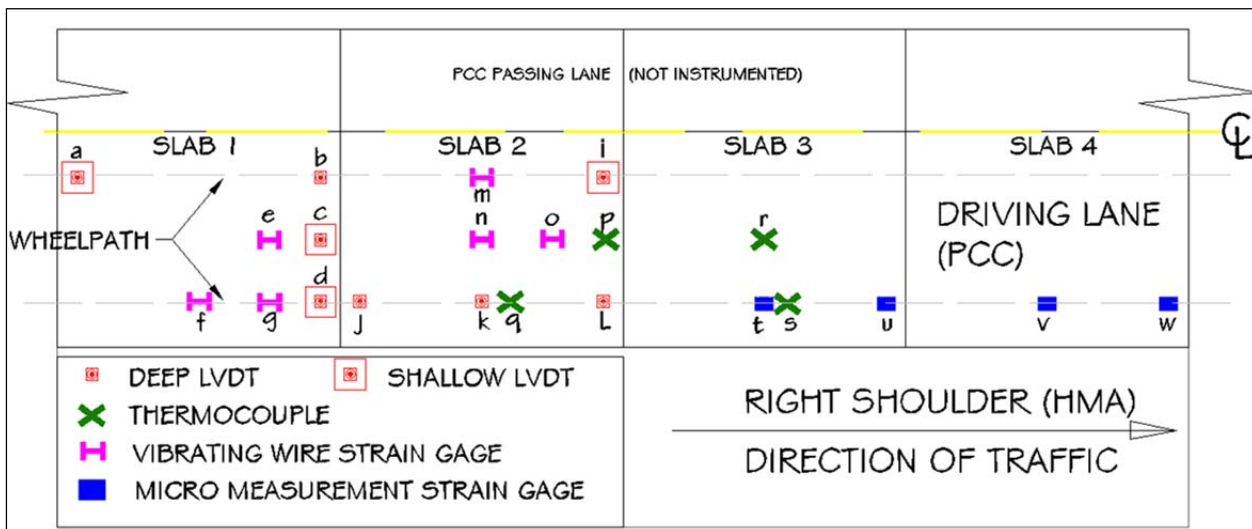 PCC PASSING LANE (NOT INSTRUMENTED)
SLAB 1 SLAB 2 SLAB 3 SLAB 4
CL
a b i
m
e c n o p r
WHEELPATH
DRIVING LANE
(PCC)
d
f g j k q L t s u v w
DEEP LVDT SHALLOW LVDT
THERMOCOUPLE
VIBRATING WIRE STRAIN GAGE
MICRO MEASUREMENT STRAIN GAGE
RIGHT SHOULDER (HMA)
DIRECTION OF TRAFFIC